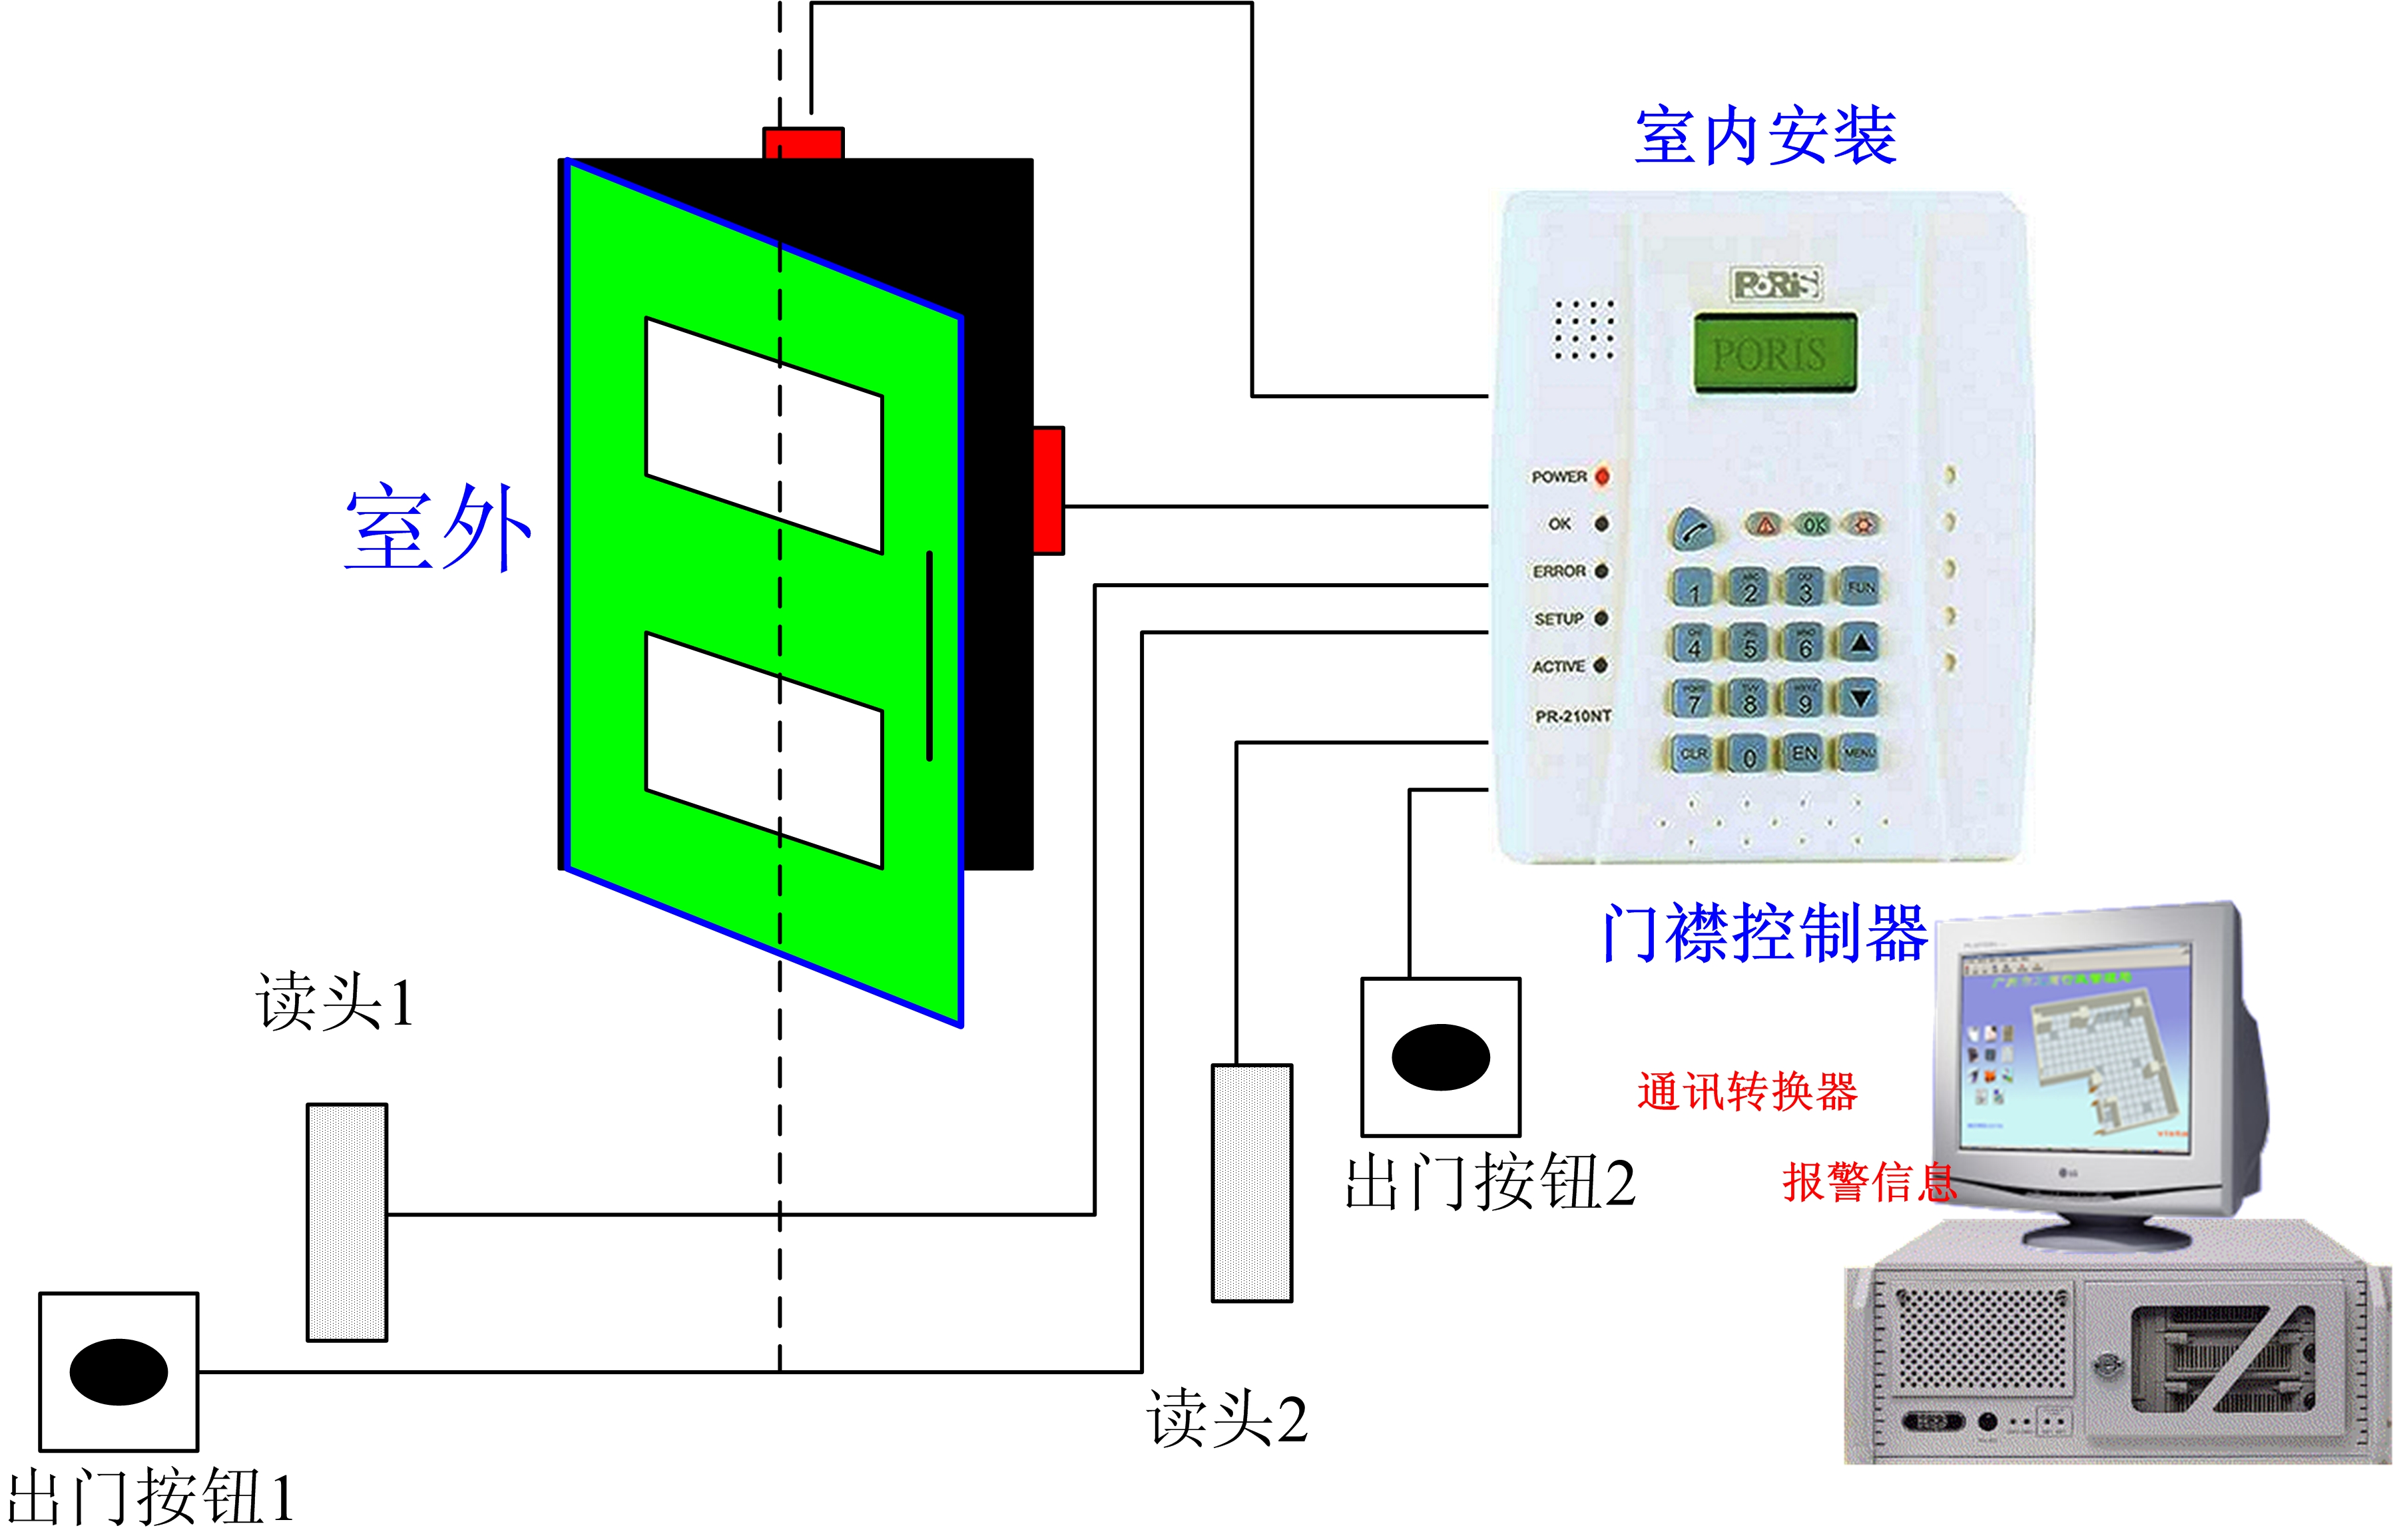 室内安装
PORIS
PORIS
室外
POWER
OK
ERROR
SETUP
ACTIVE
PR-210NT
OK
1 2 3 FUN
4 5 6
7 8 9
CLR 0 EN MENU
门襟控制器
读头1
通讯转换器
出门按钮2
报警信息
LG
读头2
出门按钮1